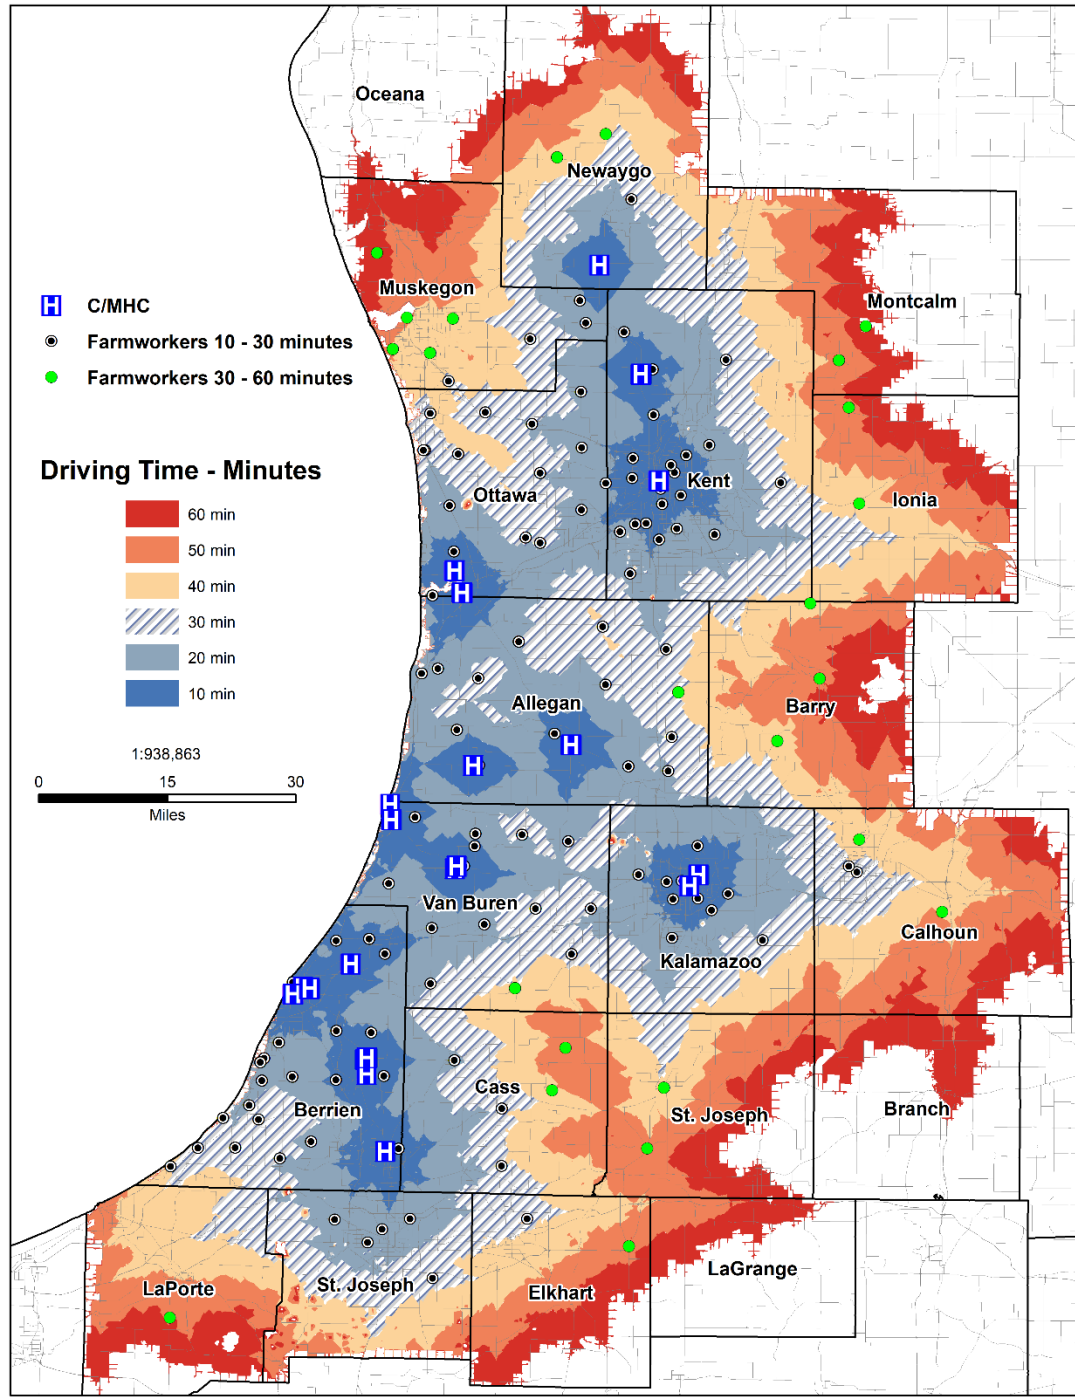 Oceana
Newaygo
Muskegon
Montcalm
H C/MHC
Farmworkers 10 - 30 minutes
Farmworkers 30 - 60 minutes
H
H
Driving Time - Minutes
60 min
50 min
40 min
30 min
20 min
10 min
H Kent
Ottawa
Ionia
H
H
Allegan
Barry
H
H
1:938,863
0 15 30
Miles
H
H
H
H
H
Van Buren
Calhoun
Kalamazoo
H
H
H
H
H
Cass
Berrien
St. Joseph
Branch
H
LaGrange
St. Joseph
LaPorte
Elkhart